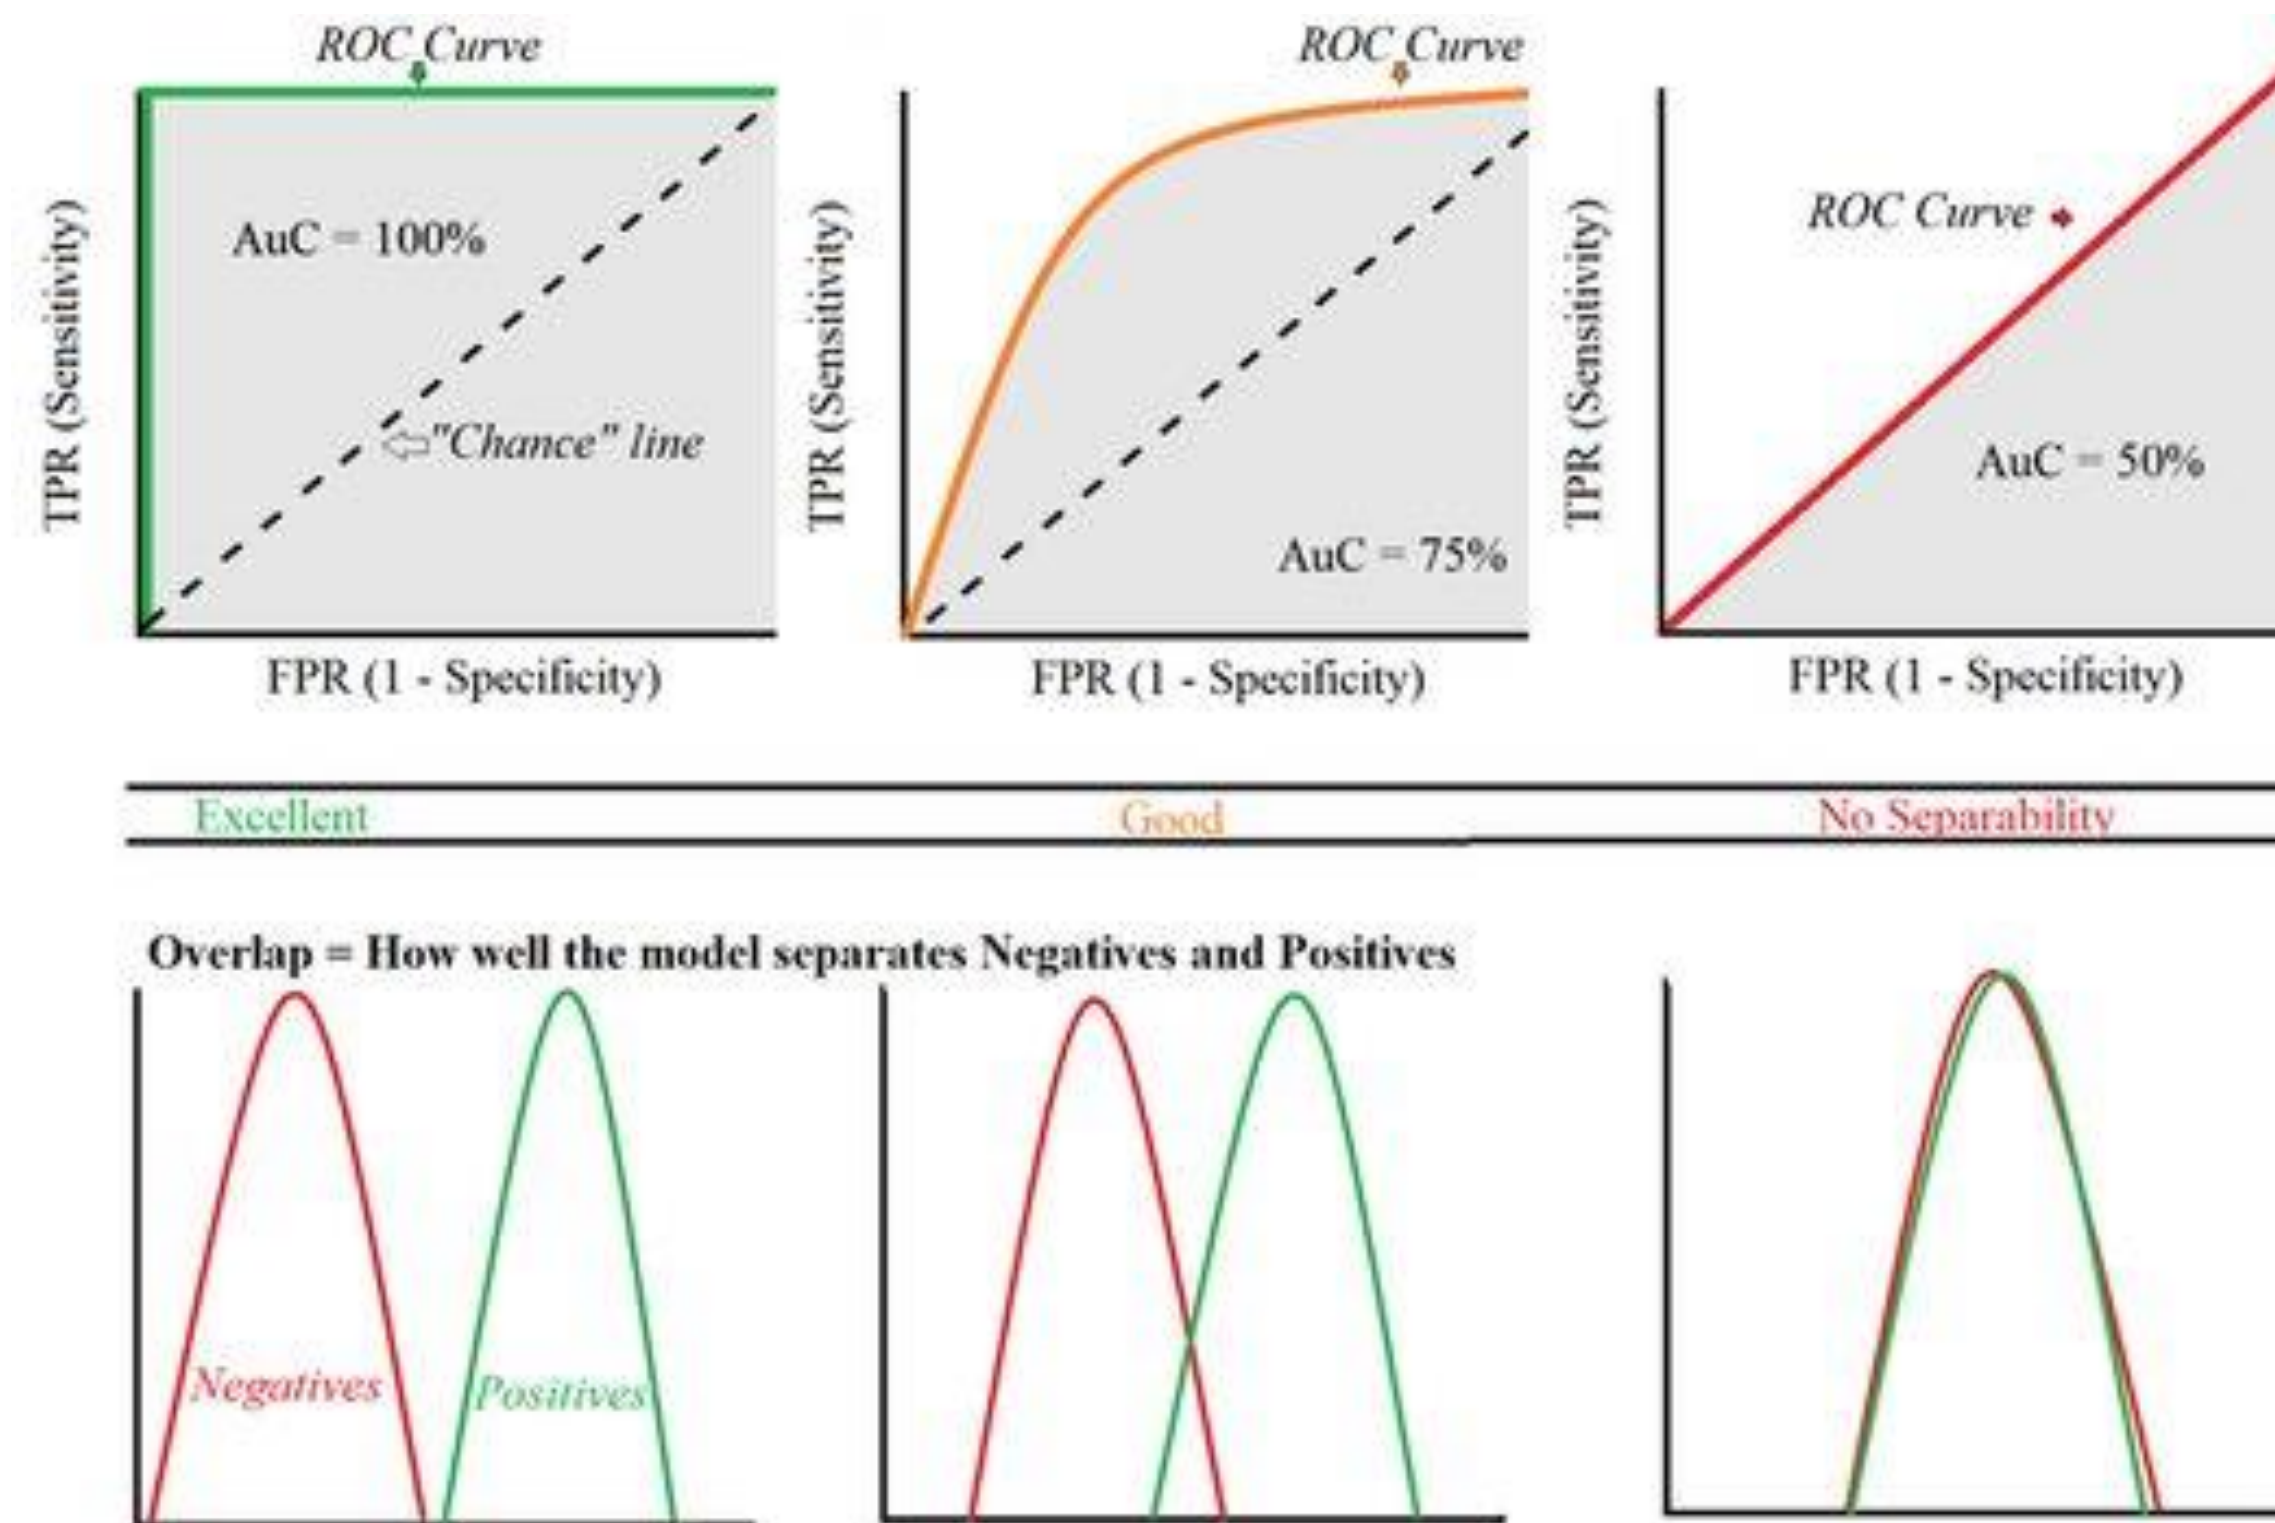 ROC Curve
ROC Curve
ROC Curve
AuC = 100%
"Chance" line
AuC = 75%
AuC = 50%
TPR (Sensitivity)
TPR (Sensitivity)
TPR (Sensitivity)
FPR (1 - Specificity)
FPR (1 - Specificity)
FPR (1 - Specificity)
Excellent
Good
No Separability
Overlap = How well the model separates Negatives and Positives
Negatives
Positives